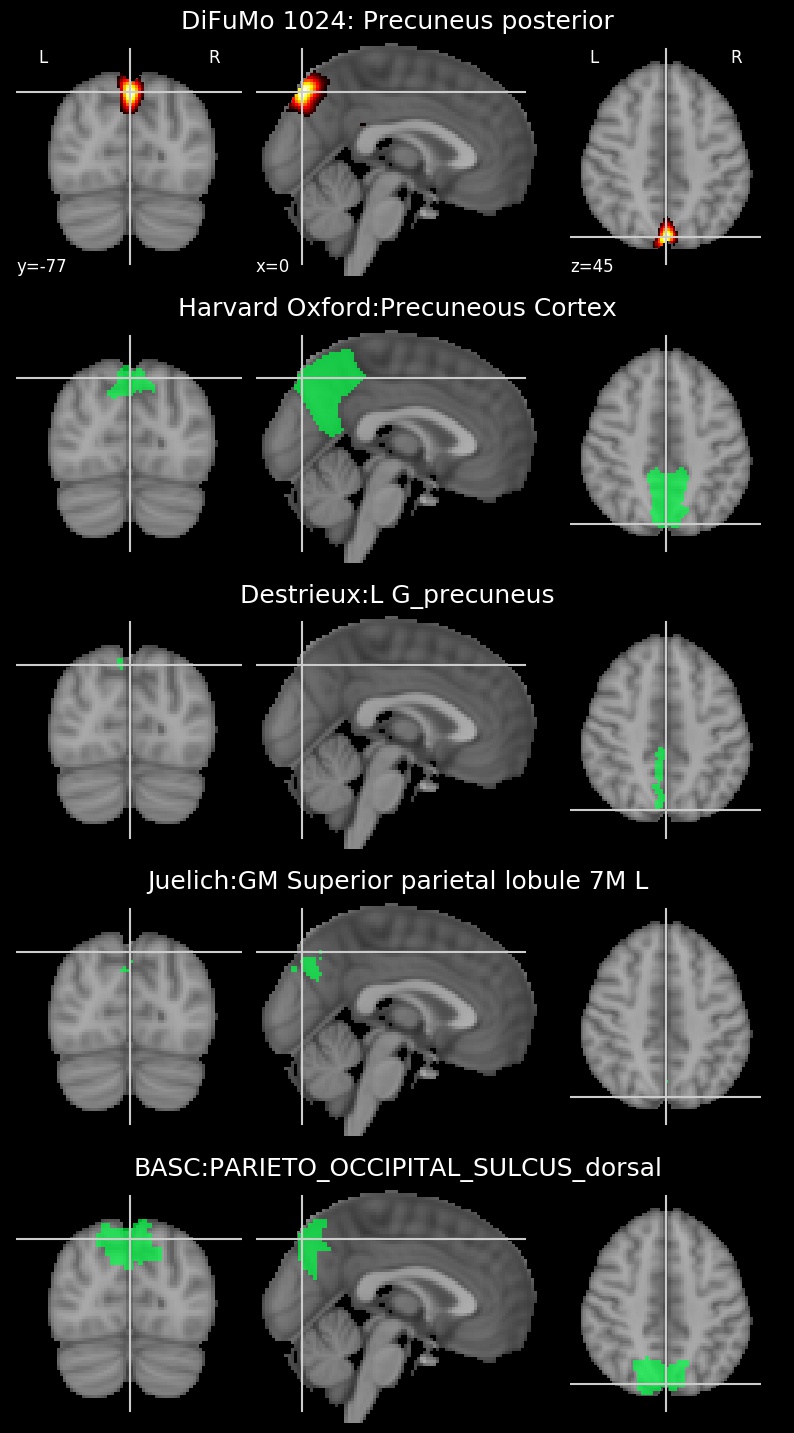 DiFuMo 1024: Precuneus posterior
L R L R
y=-77 x=0 z=45
Harvard Oxford:Precuneous Cortex
Destrieux:L G_precuneus
Juelich:GM Superior parietal lobule 7M L
BASC:PARIETO_OCCIPITAL_SULCUS_dorsal